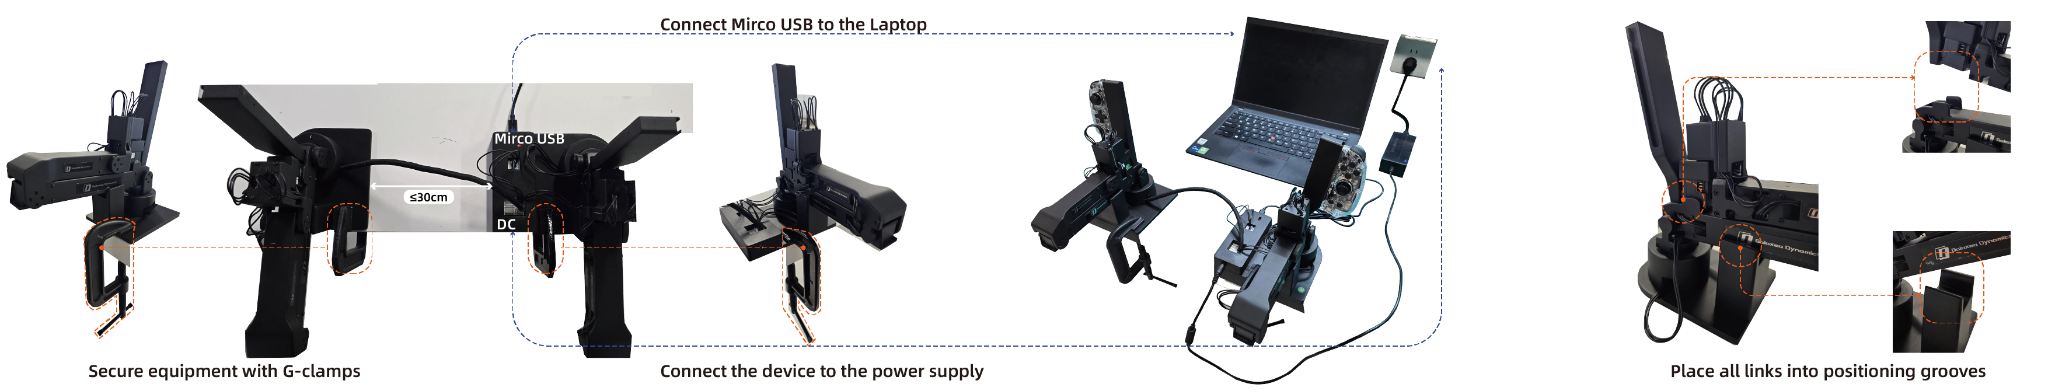 Connect Mirco USB to the Laptop
Mirco USB
≤30cm
DC
Secure equipment with G-clamps
Connect the device to the power supply
Place all links into positioning grooves